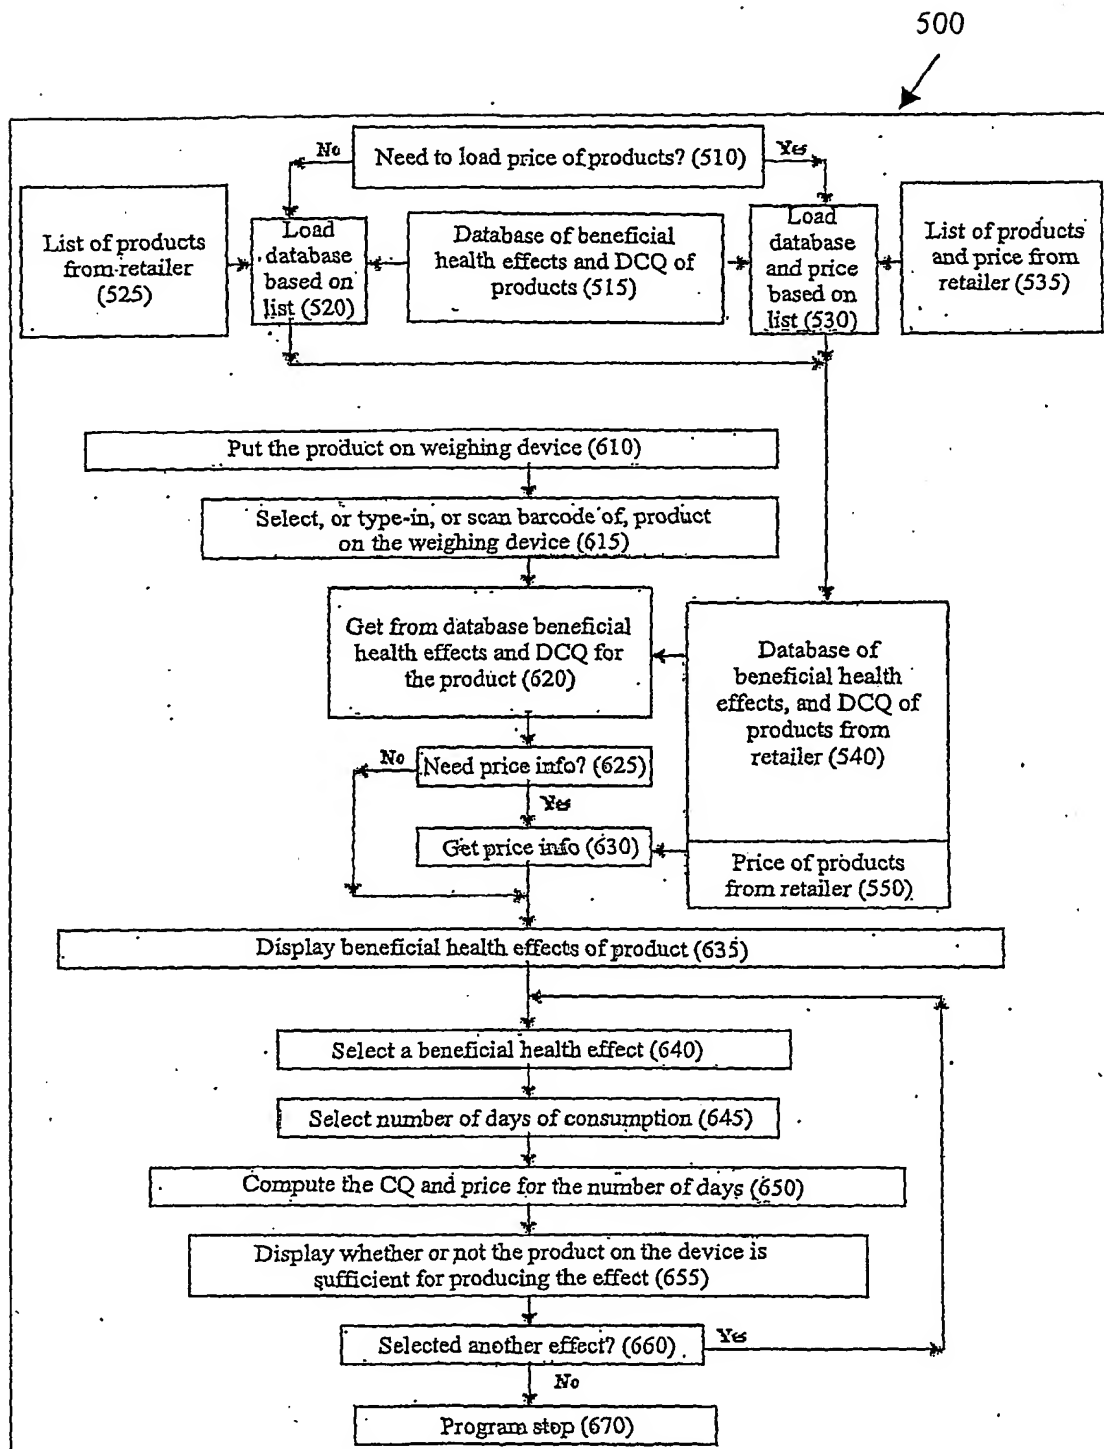 500
No
Need to load price of products? (510)
Yes
List of products
from retailer
(525)
Load
database
based on
list (520)
Database of beneficial
health effects and DCQ of
products (515)
Load
database
and price
based on
list (530)
List of products
and price from
retailer (535)
Put the product on weighing device (610)
Select, or type-in, or scan barcode of, product
on the weighing device (615)
Get from database beneficial
health effects and DCQ for
the product (620)
Database of
beneficial health
effects, and DCQ of
products from
retailer (540)
No
Need price info? (625)
Yes
Get price info (630)
Price of products
from retailer (550)
Display beneficial health effects of product (635)
Select a beneficial health effect (640)
Select number of days of consumption (645)
Compute the CQ and price for the number of days (650)
Display whether or not the product on the device is
sufficient for producing the effect (655)
Selected another effect? (660)
Yes
No
Program stop (670)